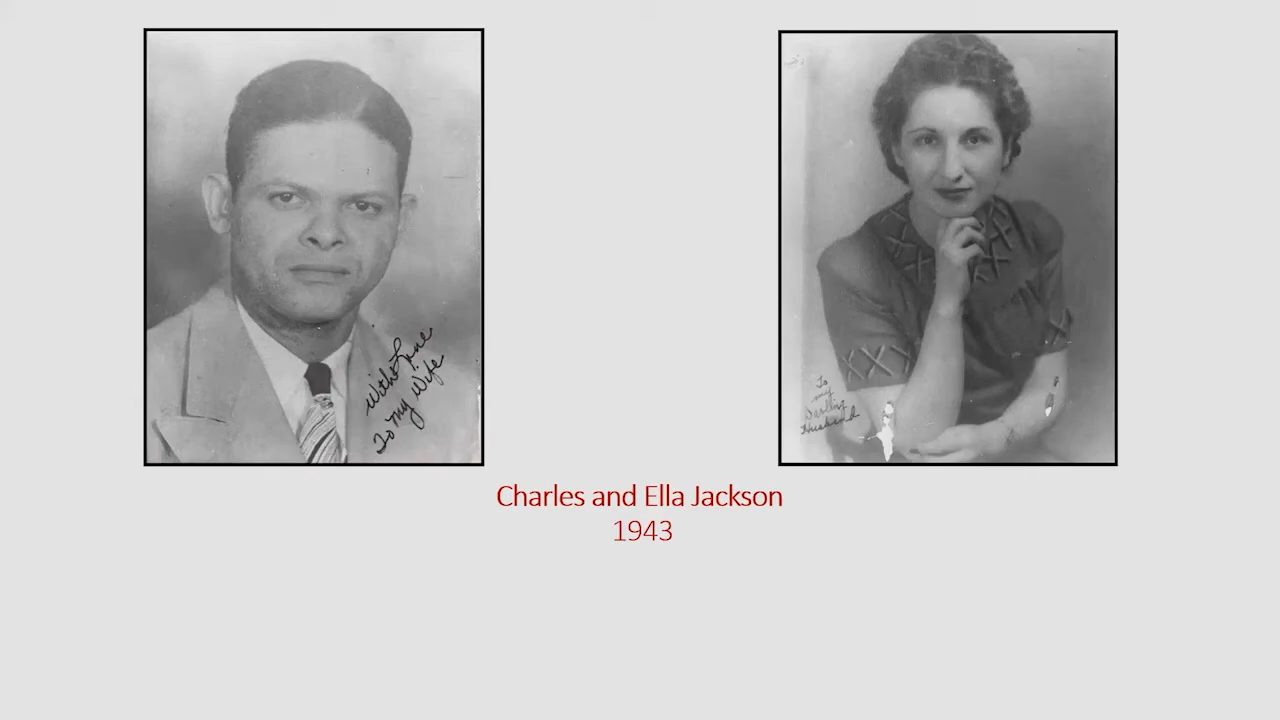 With Love
To my Wife
To
my
Darling
Husband
Charles and Ella Jackson
1943